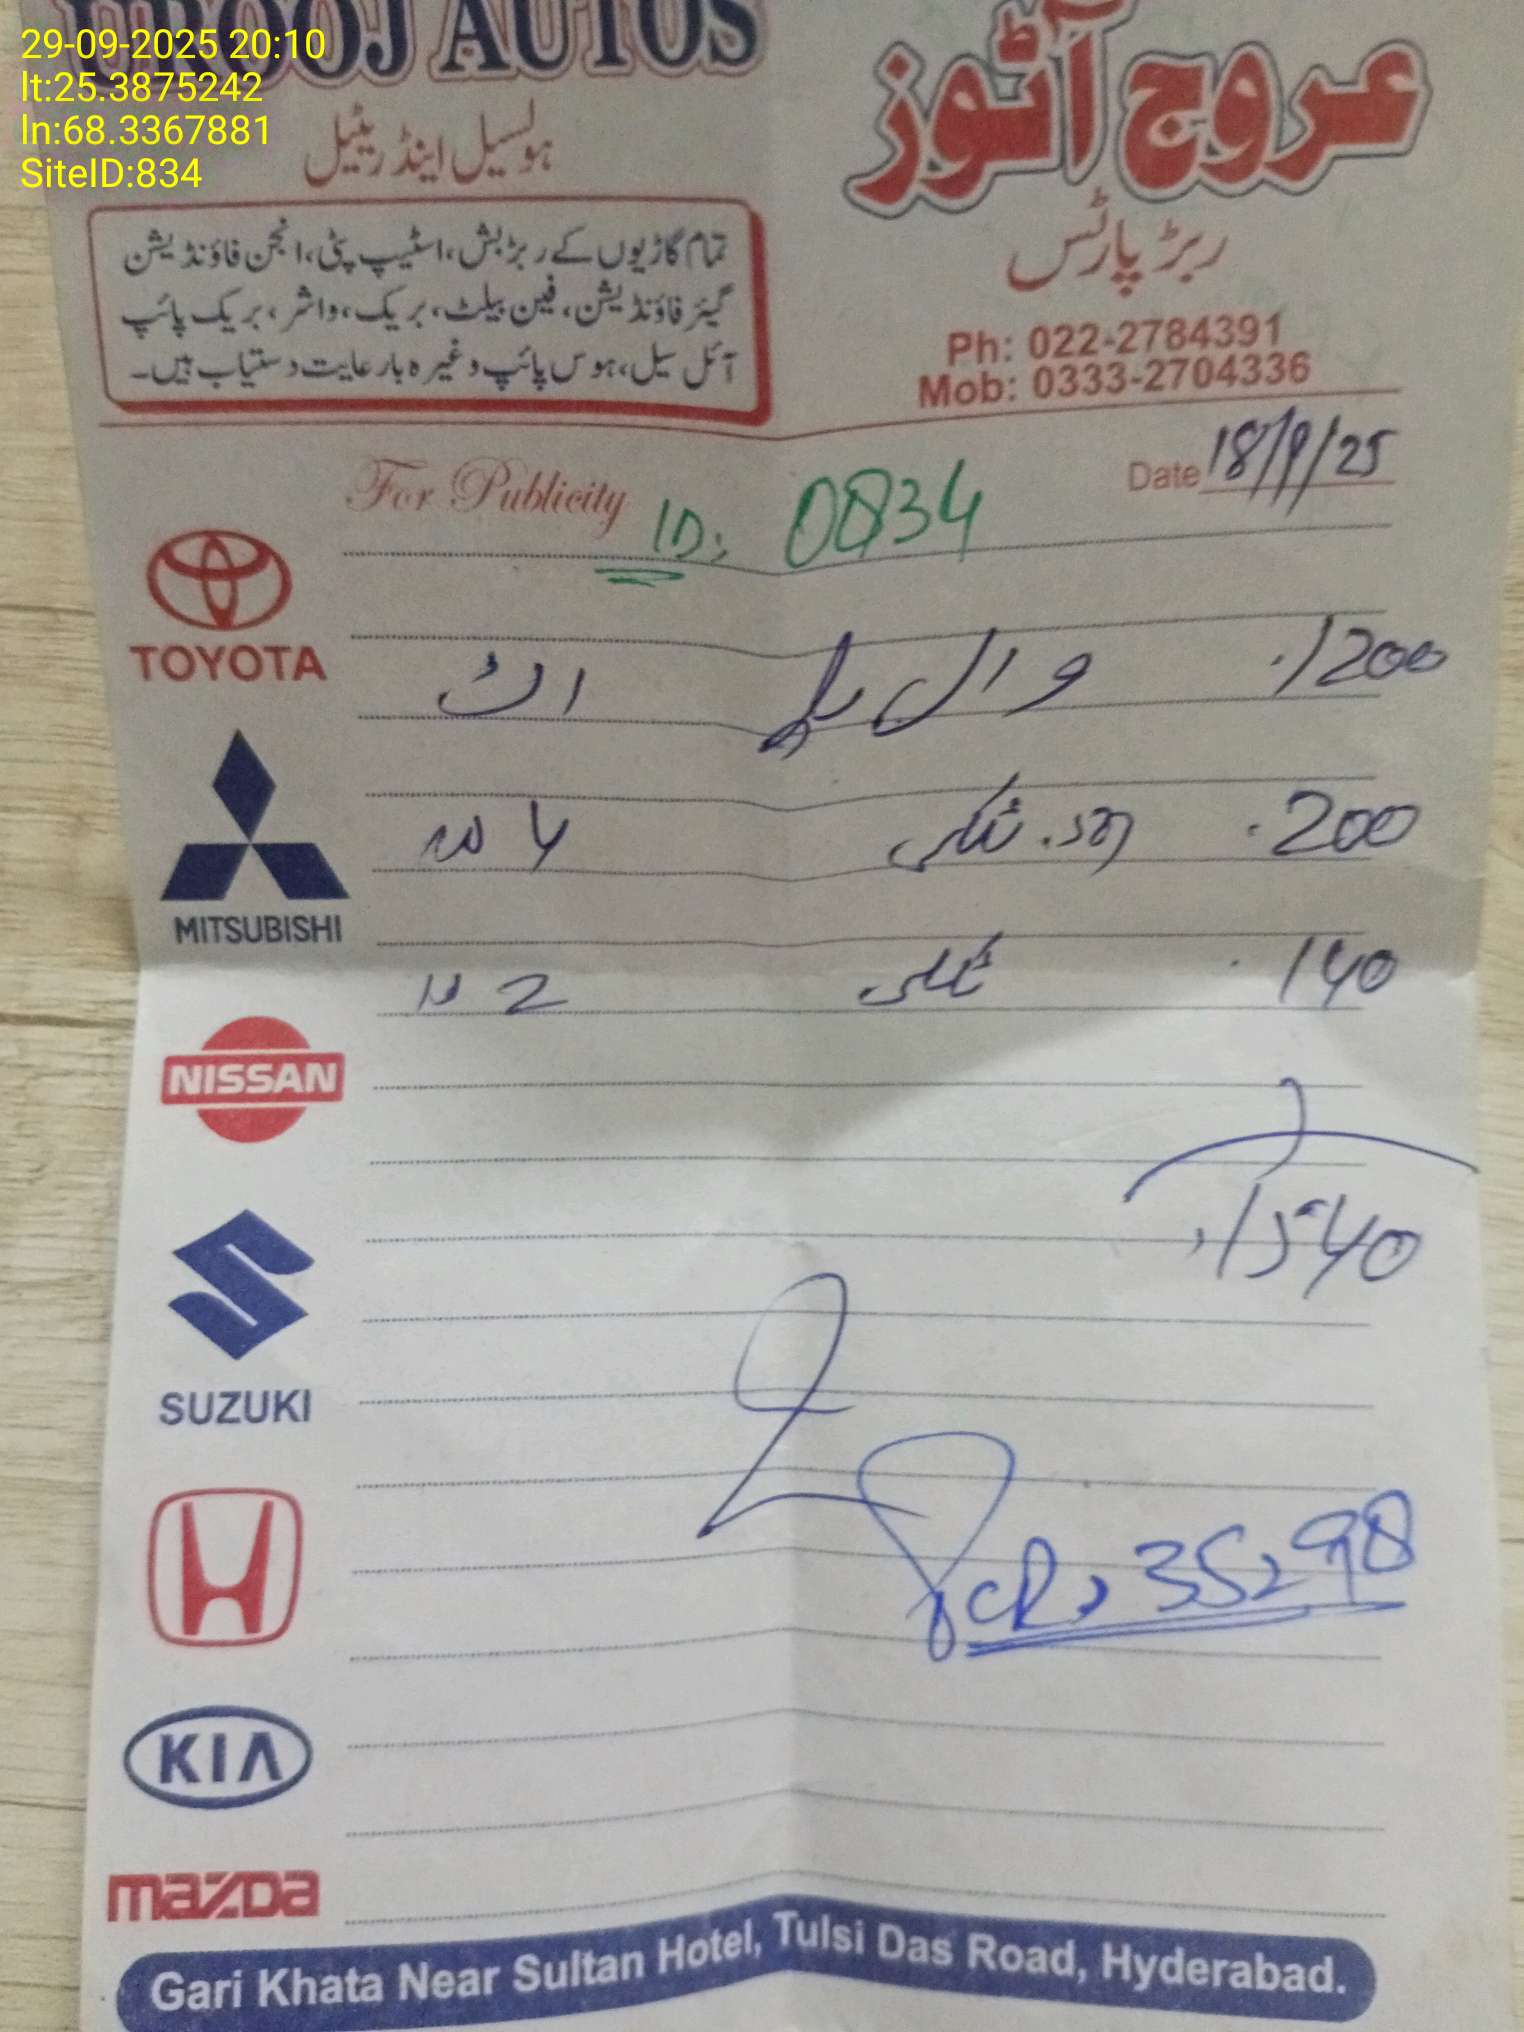 29-09-2025 20:10
lt:25.3875242
ln:68.3367881
SiteID:834
UROOJ AUTOS
عروج آٹوز
ہولسیل اینڈ ریٹیل
ربڑ پارٹس
تمام گاڑیوں کے ربڑ بش، اسٹیپ پٹی، انجن فاؤنڈیشن
گیئر فاؤنڈیشن، فین بیلٹ، بریک، واشر، بریک پائپ
آئل سیل، ہوس پائپ وغیرہ بارعایت دستیاب ہیں۔
Ph: 022-2784391
Mob: 0333-2704336
Date 18/9/25
For Publicity
ID: 0834
TOYOTA
وال 1200
MITSUBISHI
200
2 140
NISSAN
1540
SUZUKI
35298
KIA
mazda
Gari Khata Near Sultan Hotel, Tulsi Das Road, Hyderabad.